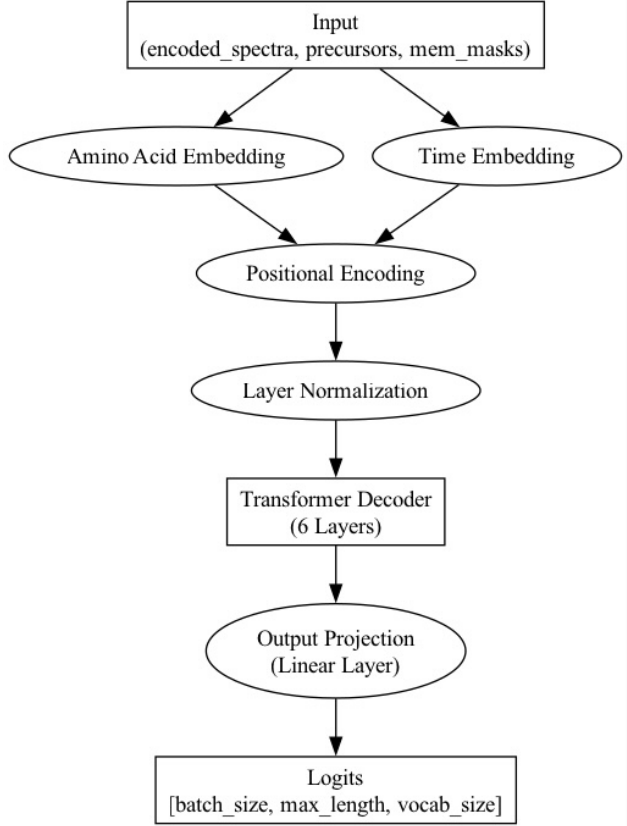 Input
(encoded_spectra, precursors, mem_masks)
Amino Acid Embedding
Time Embedding
Positional Encoding
Layer Normalization
Transformer Decoder
(6 Layers)
Output Projection
(Linear Layer)
Logits
[batch_size, max_length, vocab_size]